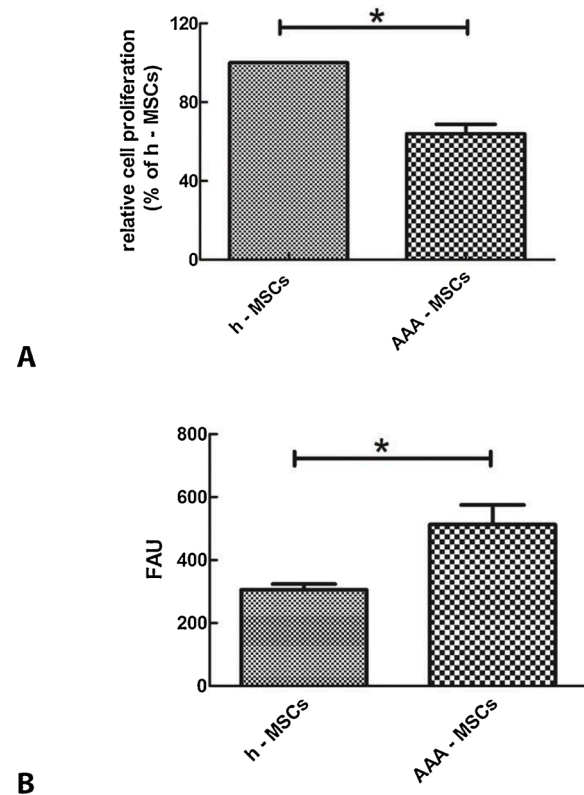 relative cell proliferation
(% of h - MSCs)
120
80
40
0
*
h - MSCs
AAA - MSCs
A
FAU
800
600
400
200
0
*
h - MSCs
AAA - MSCs
B